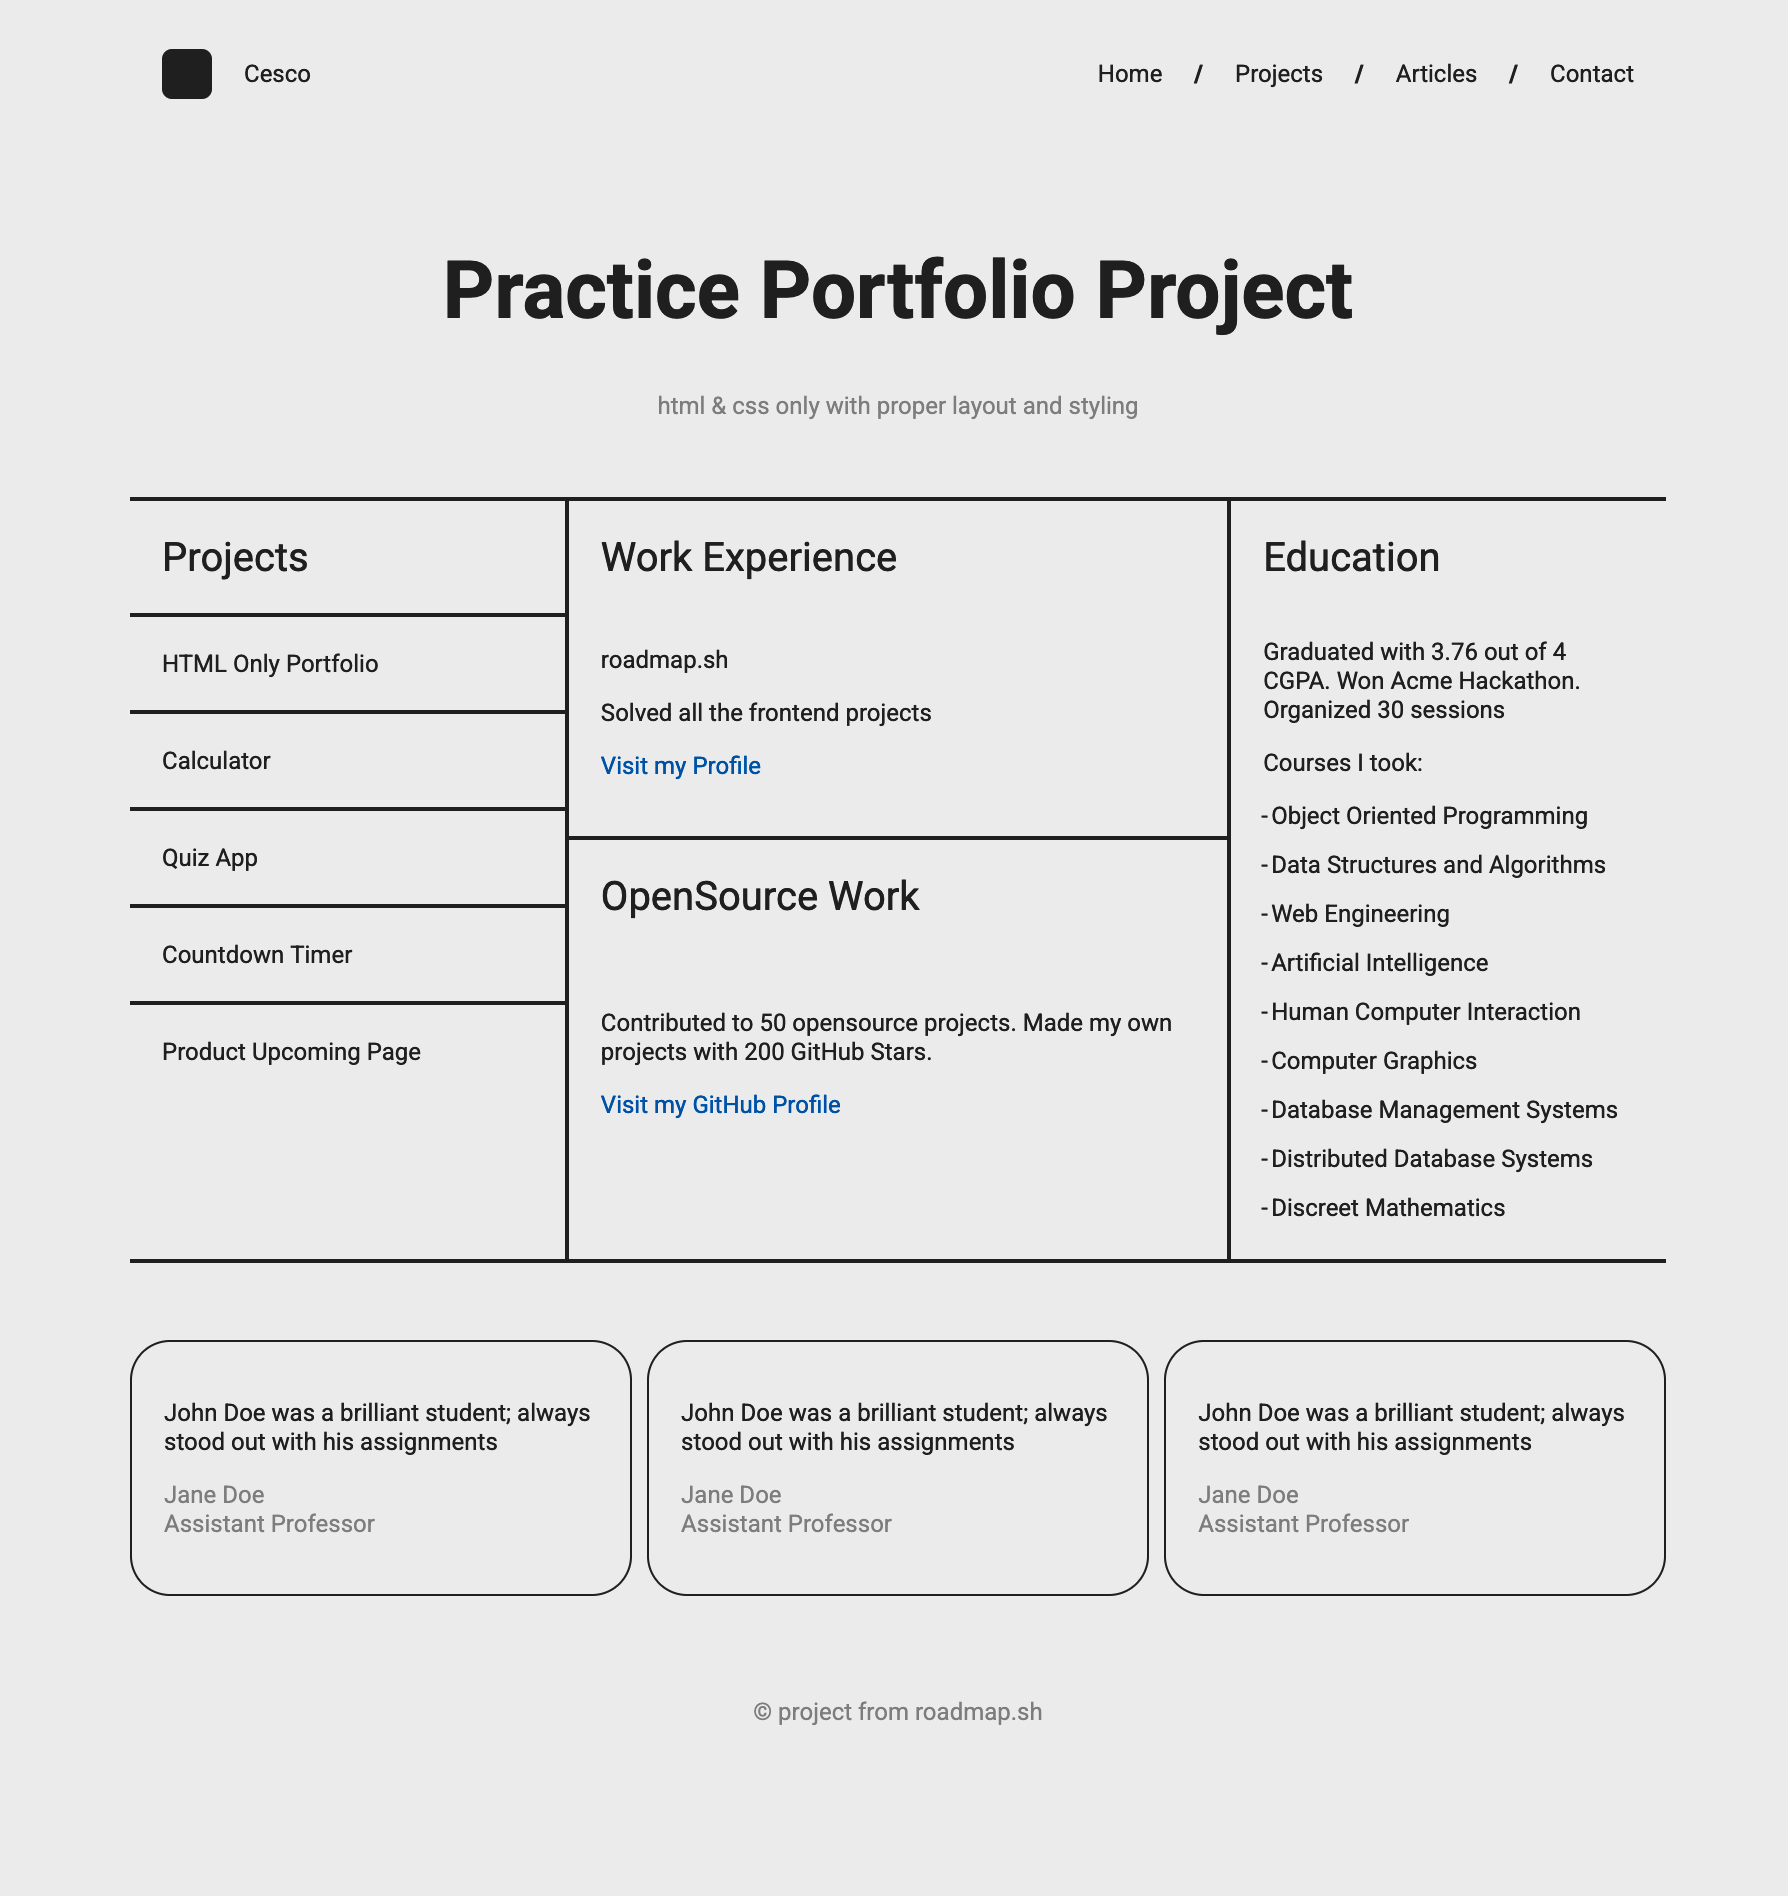 Cesco
Home / Projects / Articles / Contact
Practice Portfolio Project
html & css only with proper layout and styling
Projects
HTML Only Portfolio
Calculator
Quiz App
Countdown Timer
Product Upcoming Page
Work Experience
roadmap.sh
Solved all the frontend projects
Visit my Profile
OpenSource Work
Contributed to 50 opensource projects. Made my own
projects with 200 GitHub Stars.
Visit my GitHub Profile
Education
Graduated with 3.76 out of 4
CGPA. Won Acme Hackathon.
Organized 30 sessions
Courses I took:
-Object Oriented Programming
-Data Structures and Algorithms
-Web Engineering
-Artificial Intelligence
-Human Computer Interaction
-Computer Graphics
-Database Management Systems
-Distributed Database Systems
-Discreet Mathematics
John Doe was a brilliant student; always
stood out with his assignments
Jane Doe
Assistant Professor
John Doe was a brilliant student; always
stood out with his assignments
Jane Doe
Assistant Professor
John Doe was a brilliant student; always
stood out with his assignments
Jane Doe
Assistant Professor
© project from roadmap.sh